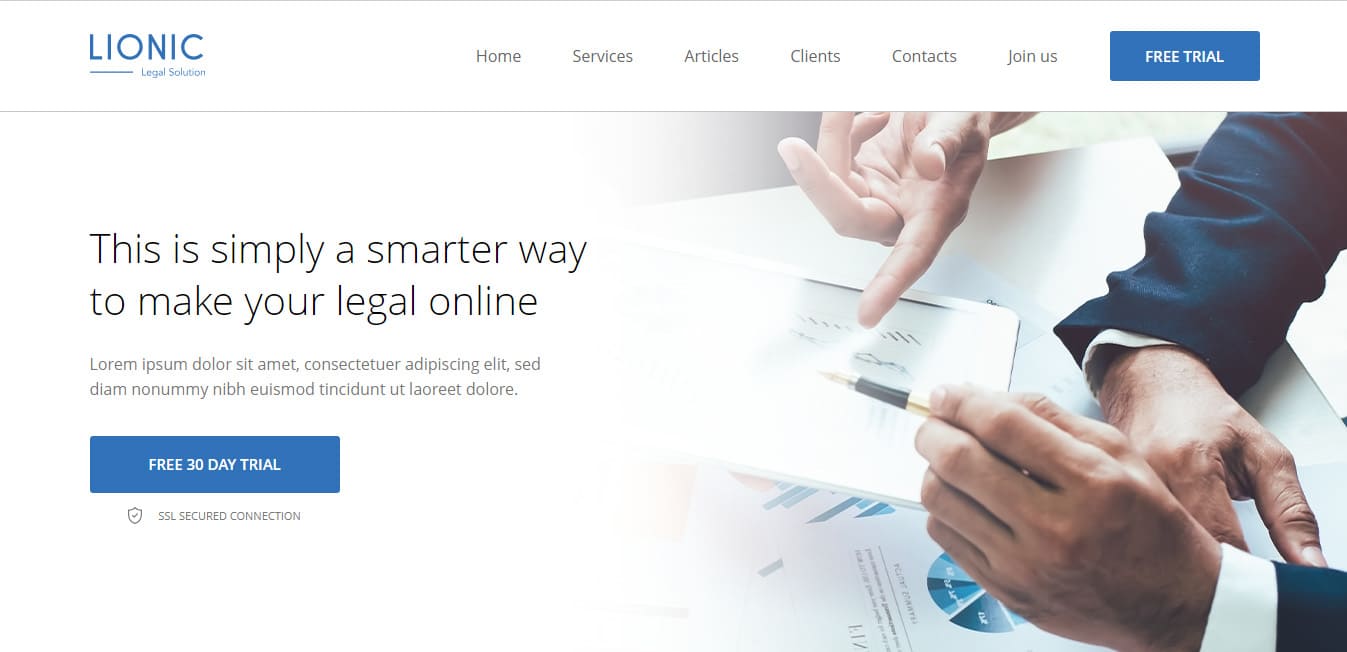 LIONIC
Legal Solution
Home
Services
Articles
Clients
Contacts
Join us
FREE TRIAL
This is simply a smarter way
to make your legal online
Lorem ipsum dolor sit amet, consectetuer adipiscing elit, sed
diam nonummy nibh euismod tincidunt ut laoreet dolore.
FREE 30 DAY TRIAL
SSL SECURED CONNECTION